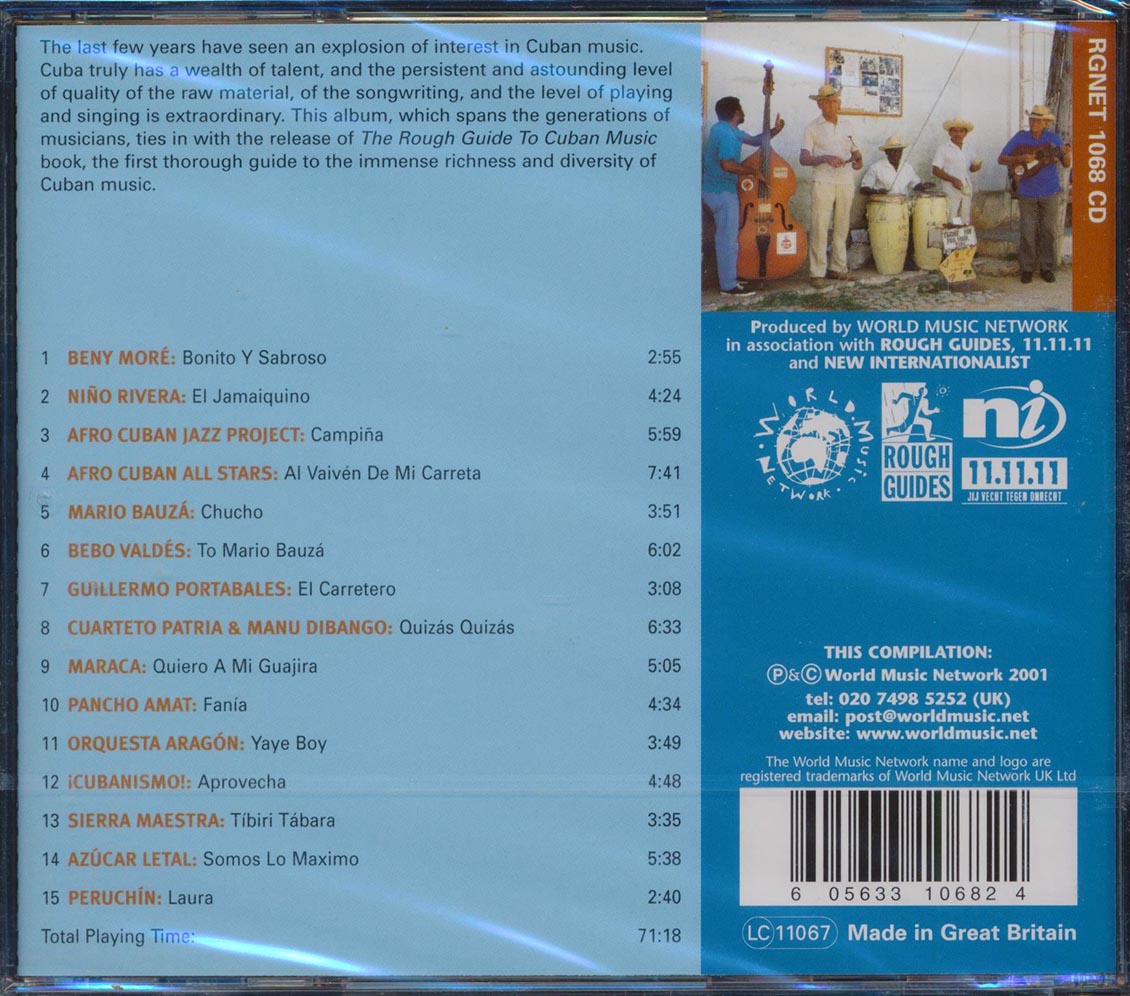 The last few years have seen an explosion of interest in Cuban music.
Cuba truly has a wealth of talent, and the persistent and astounding level
of quality of the raw material, of the songwriting, and the level of playing
and singing is extraordinary. This album, which spans the generations of
musicians, ties in with the release of The Rough Guide To Cuban Music
book, the first thorough guide to the immense richness and diversity of
Cuban music.
1 BENY MORÉ: Bonito Y Sabroso 2:55
2 NIÑO RIVERA: El Jamaiquino 4:24
3 AFRO CUBAN JAZZ PROJECT: Campiña 5:59
4 AFRO CUBAN ALL STARS: Al Vaivén De Mi Carreta 7:41
5 MARIO BAUZÁ: Chucho 3:51
6 BEBO VALDÉS: To Mario Bauzá 6:02
7 GUILLERMO PORTABALES: El Carretero 3:08
8 CUARTETO PATRIA & MANU DIBANGO: Quizás Quizás 6:33
9 MARACA: Quiero A Mi Guajira 5:05
10 PANCHO AMAT: Fanía 4:34
11 ORQUESTA ARAGÓN: Yaye Boy 3:49
12 ¡CUBANISMO!: Aprovecha 4:48
13 SIERRA MAESTRA: Tíbiri Tábara 3:35
14 AZÚCAR LETAL: Somos Lo Maximo 5:38
15 PERUCHÍN: Laura 2:40
Total Playing Time: 71:18
RGNET 1068 CD
Produced by WORLD MUSIC NETWORK
in association with ROUGH GUIDES, 11.11.11
and NEW INTERNATIONALIST
WORLD MUSIC NETWORK
ROUGH
GUIDES
ni
11.11.11
JIJ VECHT TEGEN ONRECHT
THIS COMPILATION:
Ⓟ&Ⓒ World Music Network 2001
tel: 020 7498 5252 (UK)
email: post@worldmusic.net
website: www.worldmusic.net
The World Music Network name and logo are
registered trademarks of World Music Network UK Ltd
6 05633 10682 4
LC 11067 Made in Great Britain